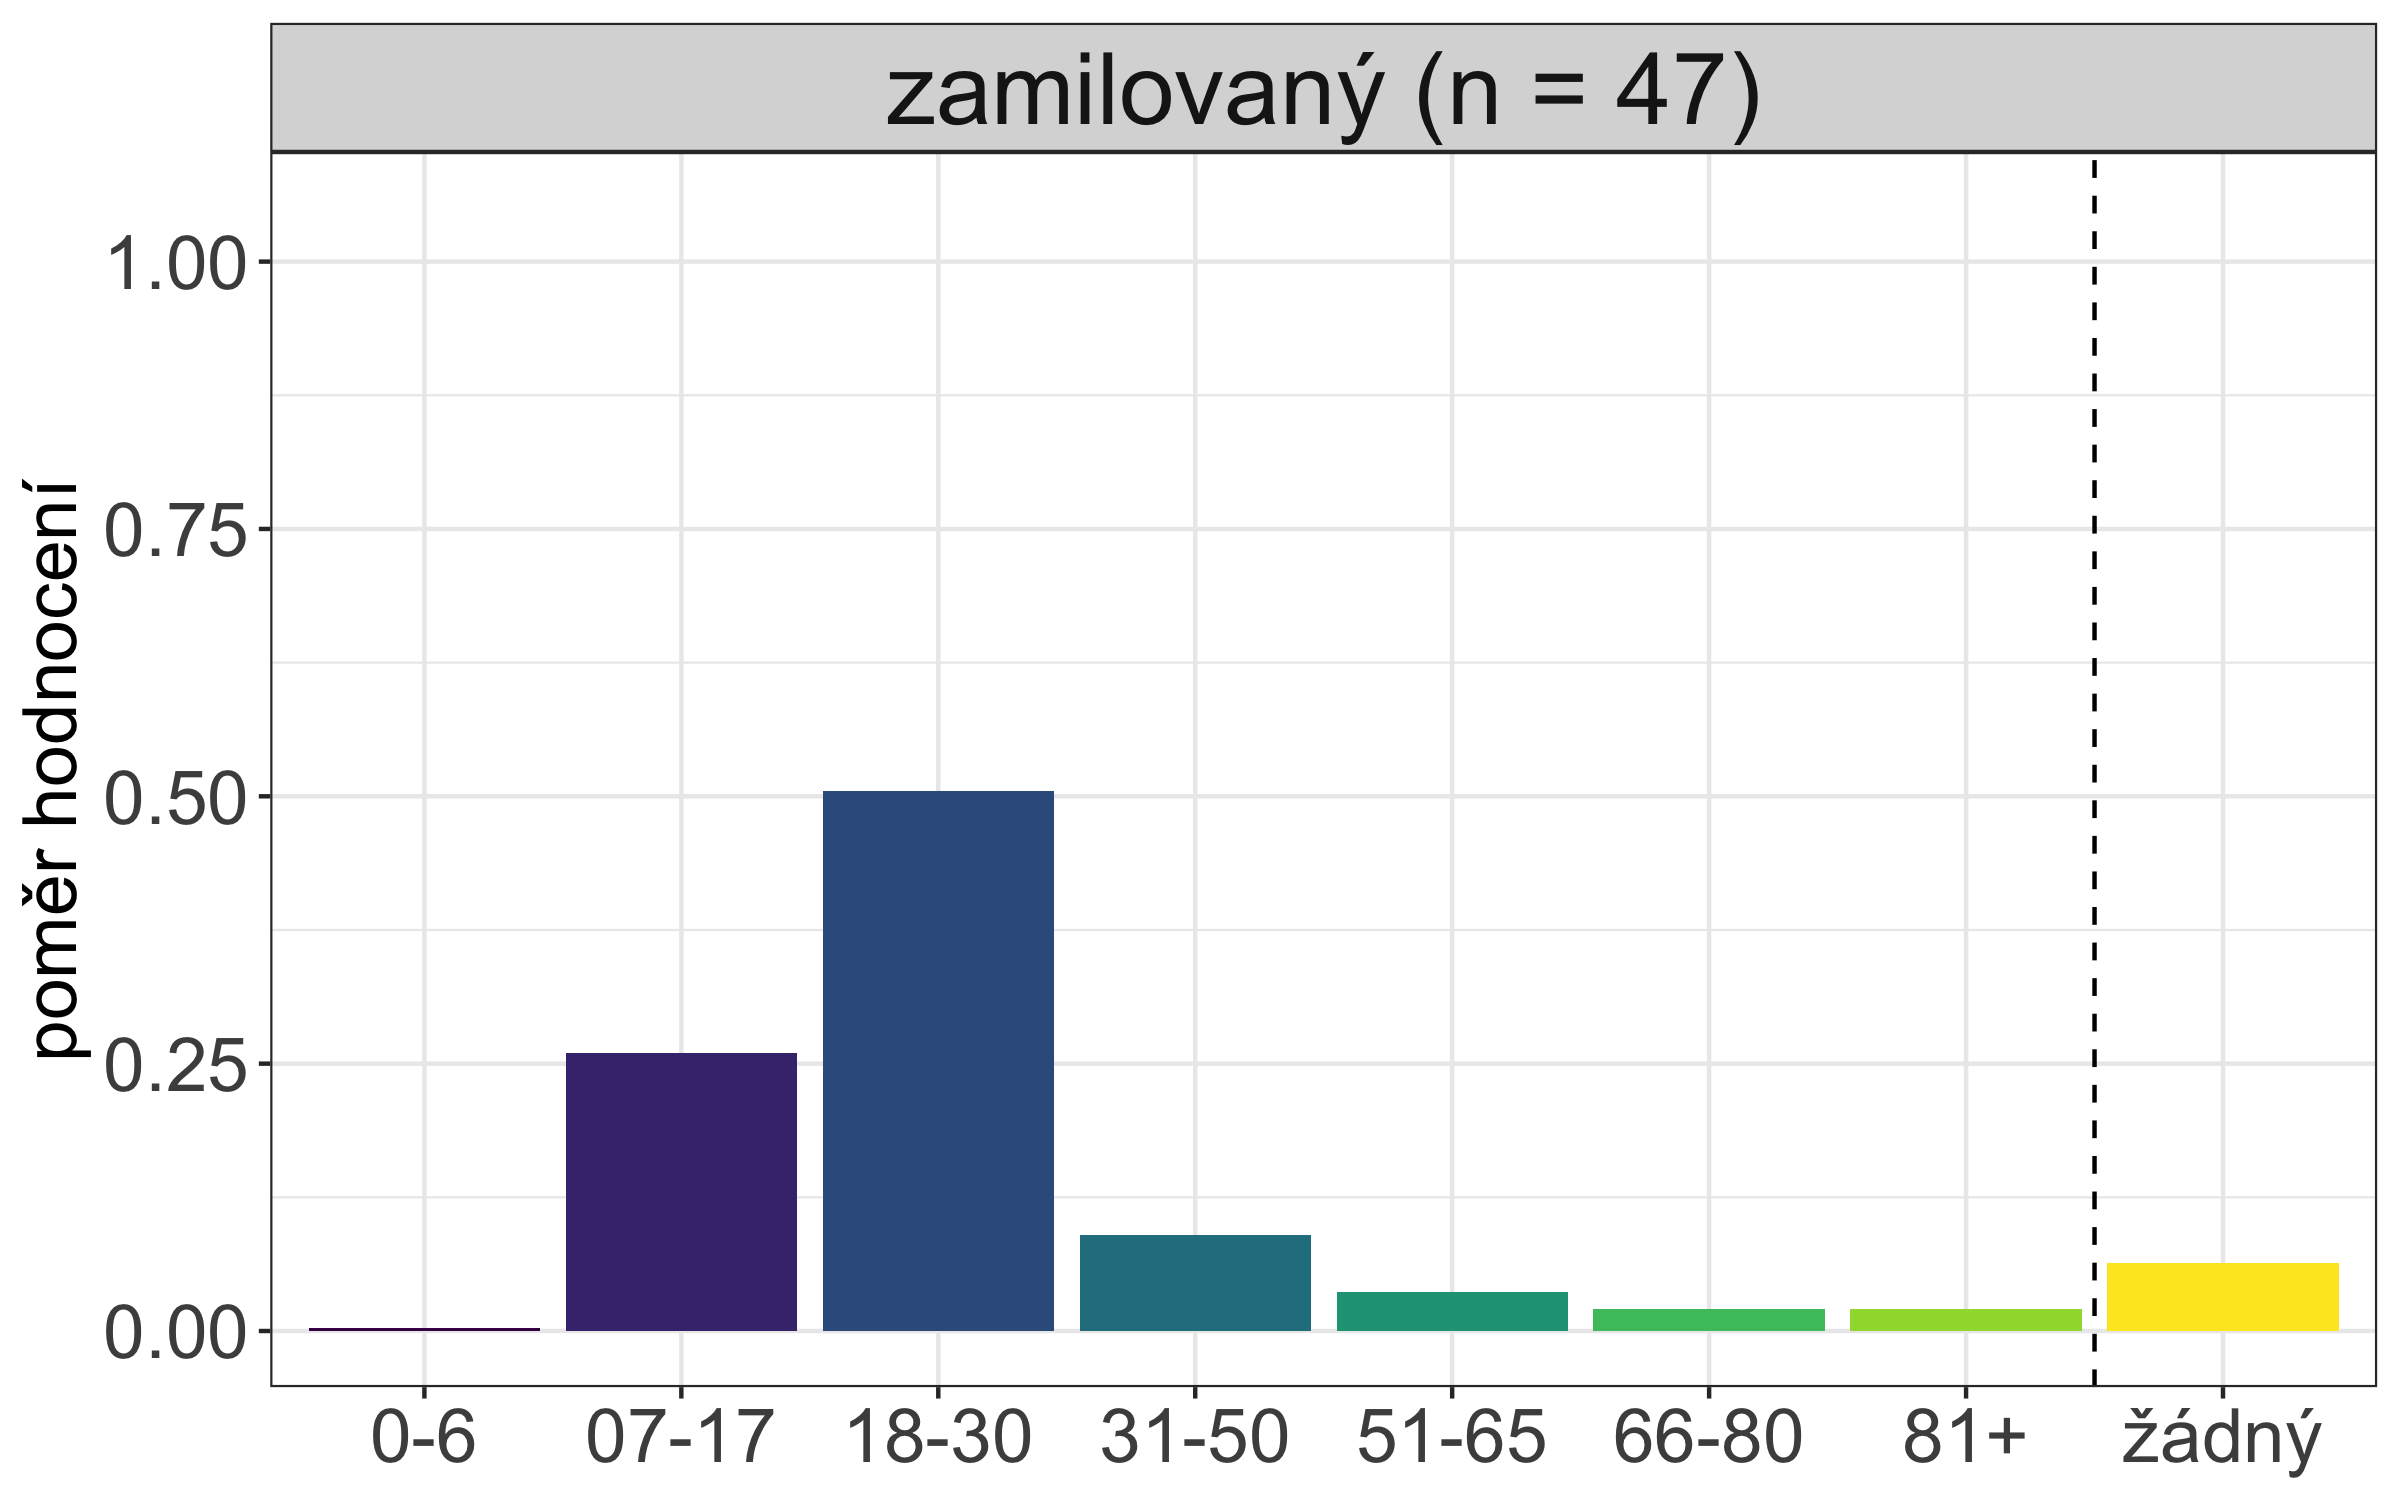 zamilovaný (n = 47)
poměr hodnocení
1.00
0.75
0.50
0.25
0.00
0-6 07-17 18-30 31-50 51-65 66-80 81+ žádný